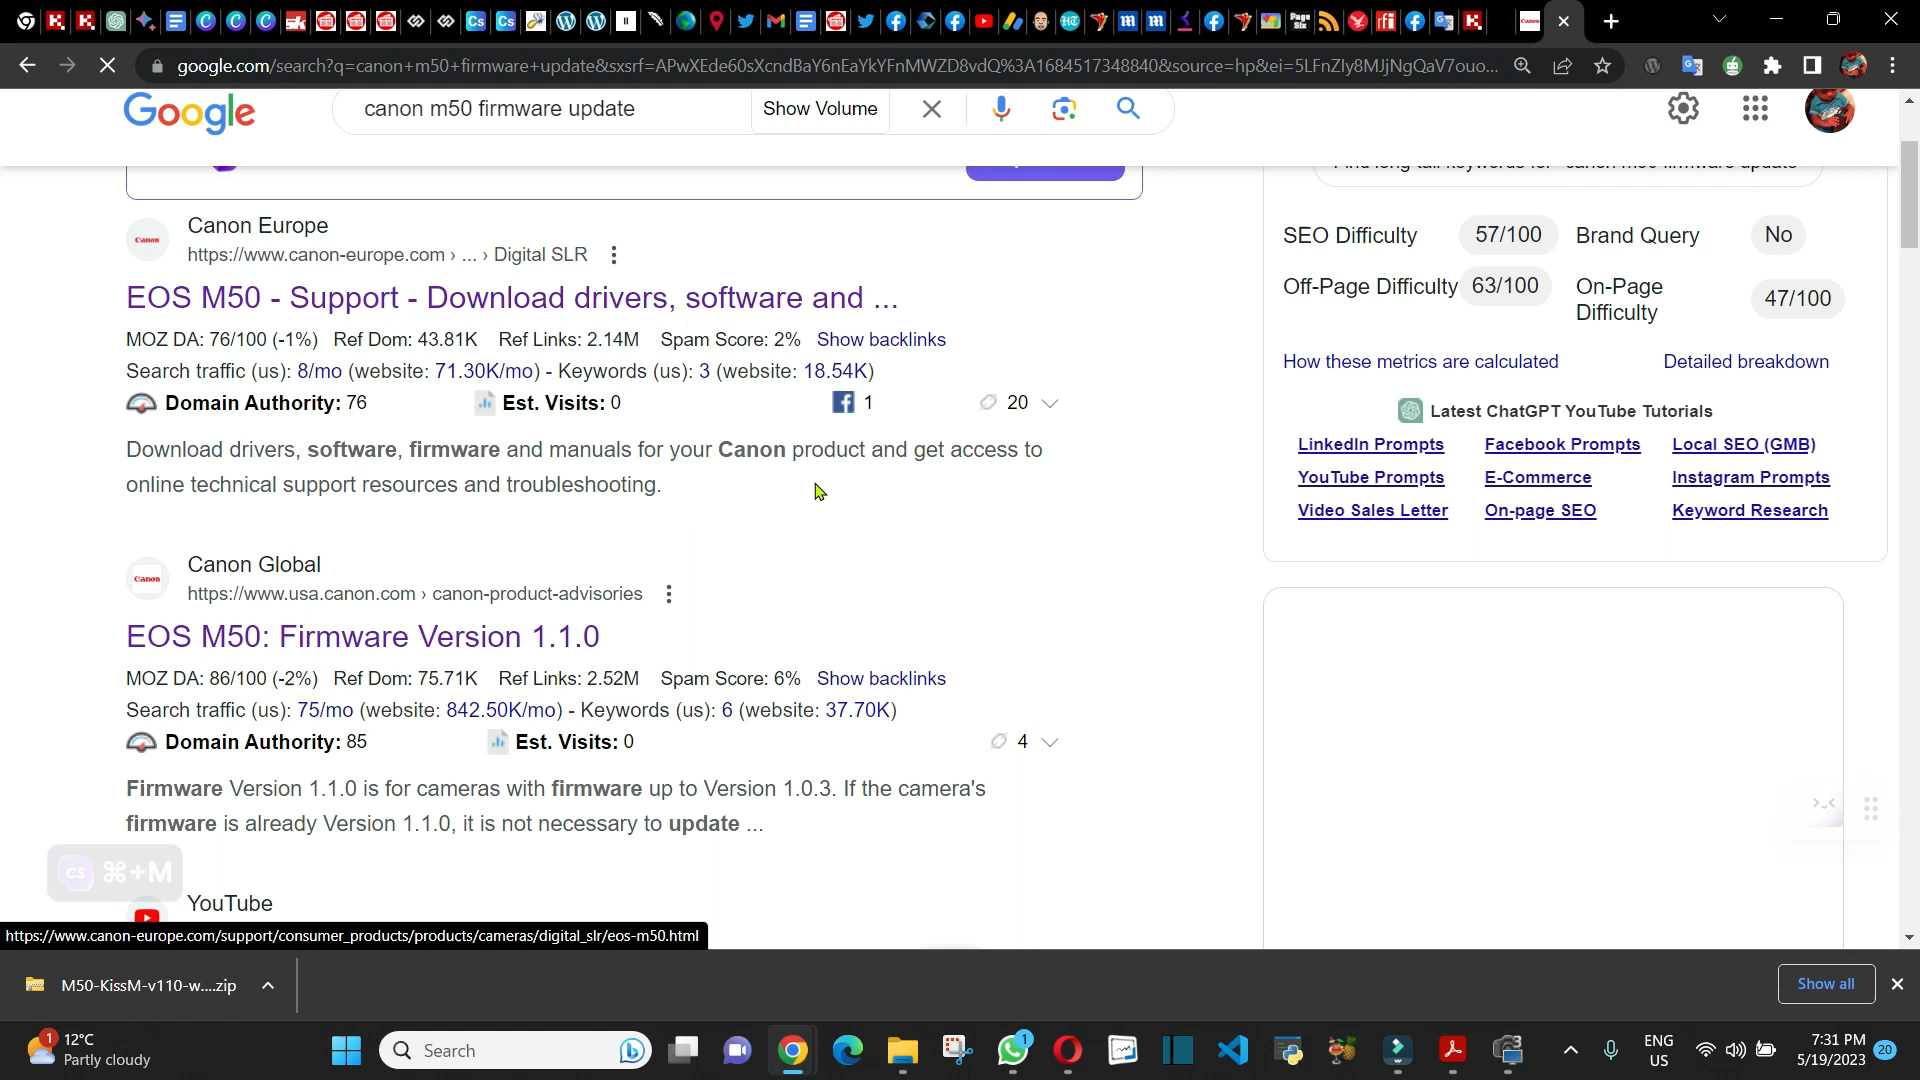 google.com/search?q=canon+m50+firmware+update&sxsrf=APwXEde60sXcndBaY6nEaYkYFnMWZD8vdQ%3A1684517348840&source=hp&ei=5LFnZIy8MJjNgQaV7ouo...
Google
canon m50 firmware update
Show Volume
Canon Europe
https://www.canon-europe.com › ... › Digital SLR
EOS M50 - Support - Download drivers, software and ...
MOZ DA: 76/100 (-1%) Ref Dom: 43.81K Ref Links: 2.14M Spam Score: 2% Show backlinks
Search traffic (us): 8/mo (website: 71.30K/mo) - Keywords (us): 3 (website: 18.54K)
Domain Authority: 76 Est. Visits: 0 1 20
Download drivers, software, firmware and manuals for your Canon product and get access to
online technical support resources and troubleshooting.
Canon Global
https://www.usa.canon.com › canon-product-advisories
EOS M50: Firmware Version 1.1.0
MOZ DA: 86/100 (-2%) Ref Dom: 75.71K Ref Links: 2.52M Spam Score: 6% Show backlinks
Search traffic (us): 75/mo (website: 842.50K/mo) - Keywords (us): 6 (website: 37.70K)
Domain Authority: 85 Est. Visits: 0 4
Firmware Version 1.1.0 is for cameras with firmware up to Version 1.0.3. If the camera's
firmware is already Version 1.1.0, it is not necessary to update ...
CS ⌘+M
YouTube
https://www.canon-europe.com/support/consumer_products/products/cameras/digital_slr/eos-m50.html
SEO Difficulty 57/100 Brand Query No
Off-Page Difficulty 63/100 On-Page Difficulty 47/100
How these metrics are calculated Detailed breakdown
Latest ChatGPT YouTube Tutorials
LinkedIn Prompts Facebook Prompts Local SEO (GMB)
YouTube Prompts E-Commerce Instagram Prompts
Video Sales Letter On-page SEO Keyword Research
M50-KissM-v110-w....zip
Show all
12°C
Partly cloudy
Search
ENG
US
7:31 PM
5/19/2023
20